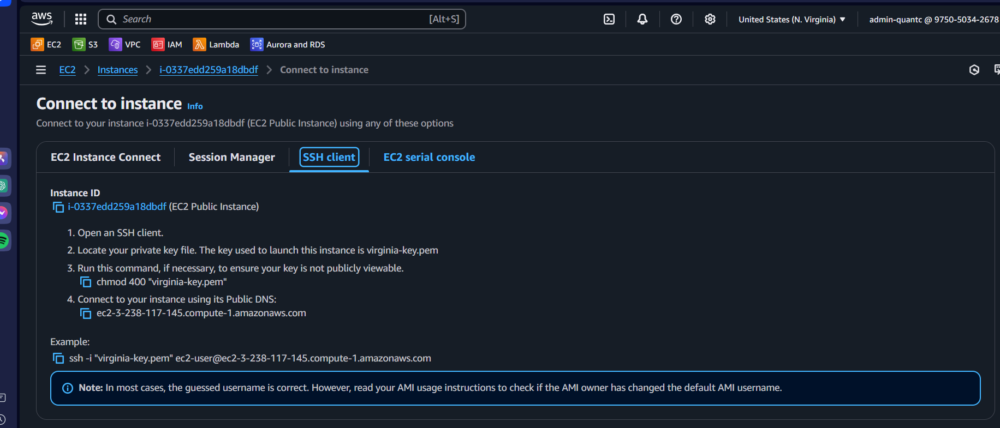 aws
Search [Alt+S]
United States (N. Virginia) ▼
admin-quantc @ 9750-5034-2678
EC2 S3 VPC IAM Lambda Aurora and RDS
EC2 > Instances > i-0337edd259a18dbdf > Connect to instance
Connect to instance Info
Connect to your instance i-0337edd259a18dbdf (EC2 Public Instance) using any of these options
EC2 Instance Connect Session Manager SSH client EC2 serial console
Instance ID
i-0337edd259a18dbdf (EC2 Public Instance)
1. Open an SSH client.
2. Locate your private key file. The key used to launch this instance is virginia-key.pem
3. Run this command, if necessary, to ensure your key is not publicly viewable.
chmod 400 "virginia-key.pem"
4. Connect to your instance using its Public DNS:
ec2-3-238-117-145.compute-1.amazonaws.com
Example:
ssh -i "virginia-key.pem" ec2-user@ec2-3-238-117-145.compute-1.amazonaws.com
Note: In most cases, the guessed username is correct. However, read your AMI usage instructions to check if the AMI owner has changed the default AMI username.